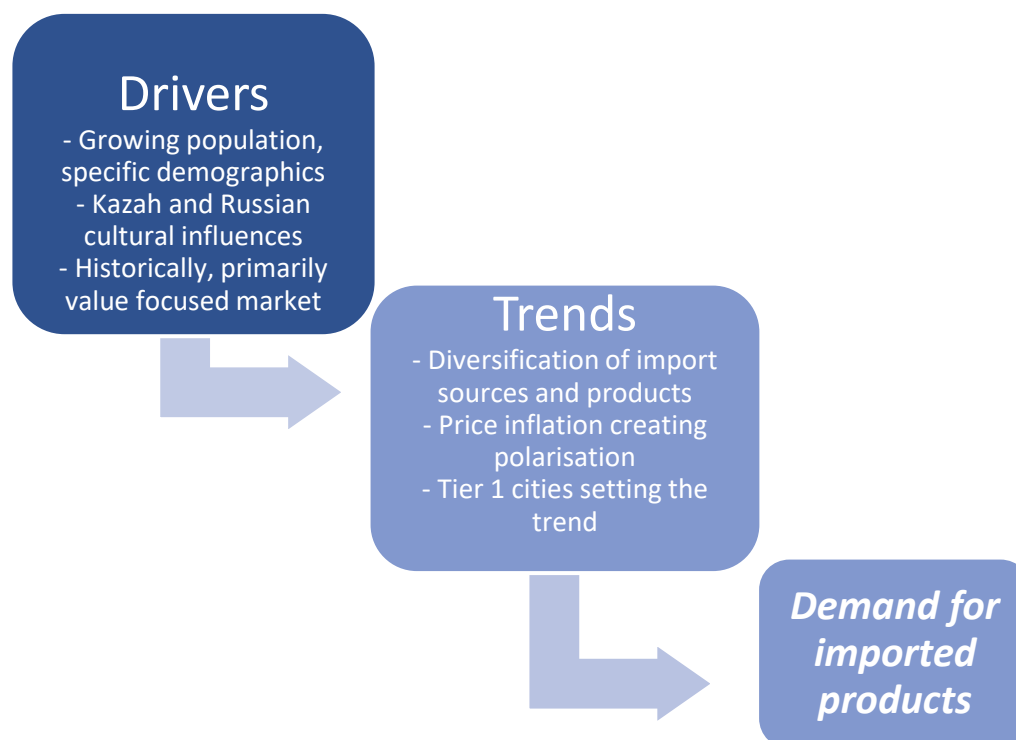 Drivers
- Growing population,
specific demographics
- Kazah and Russian
cultural influences
- Historically, primarily
value focused market
Trends
- Diversification of import
sources and products
- Price inflation creating
polarisation
- Tier 1 cities setting the
trend
Demand for
imported
products